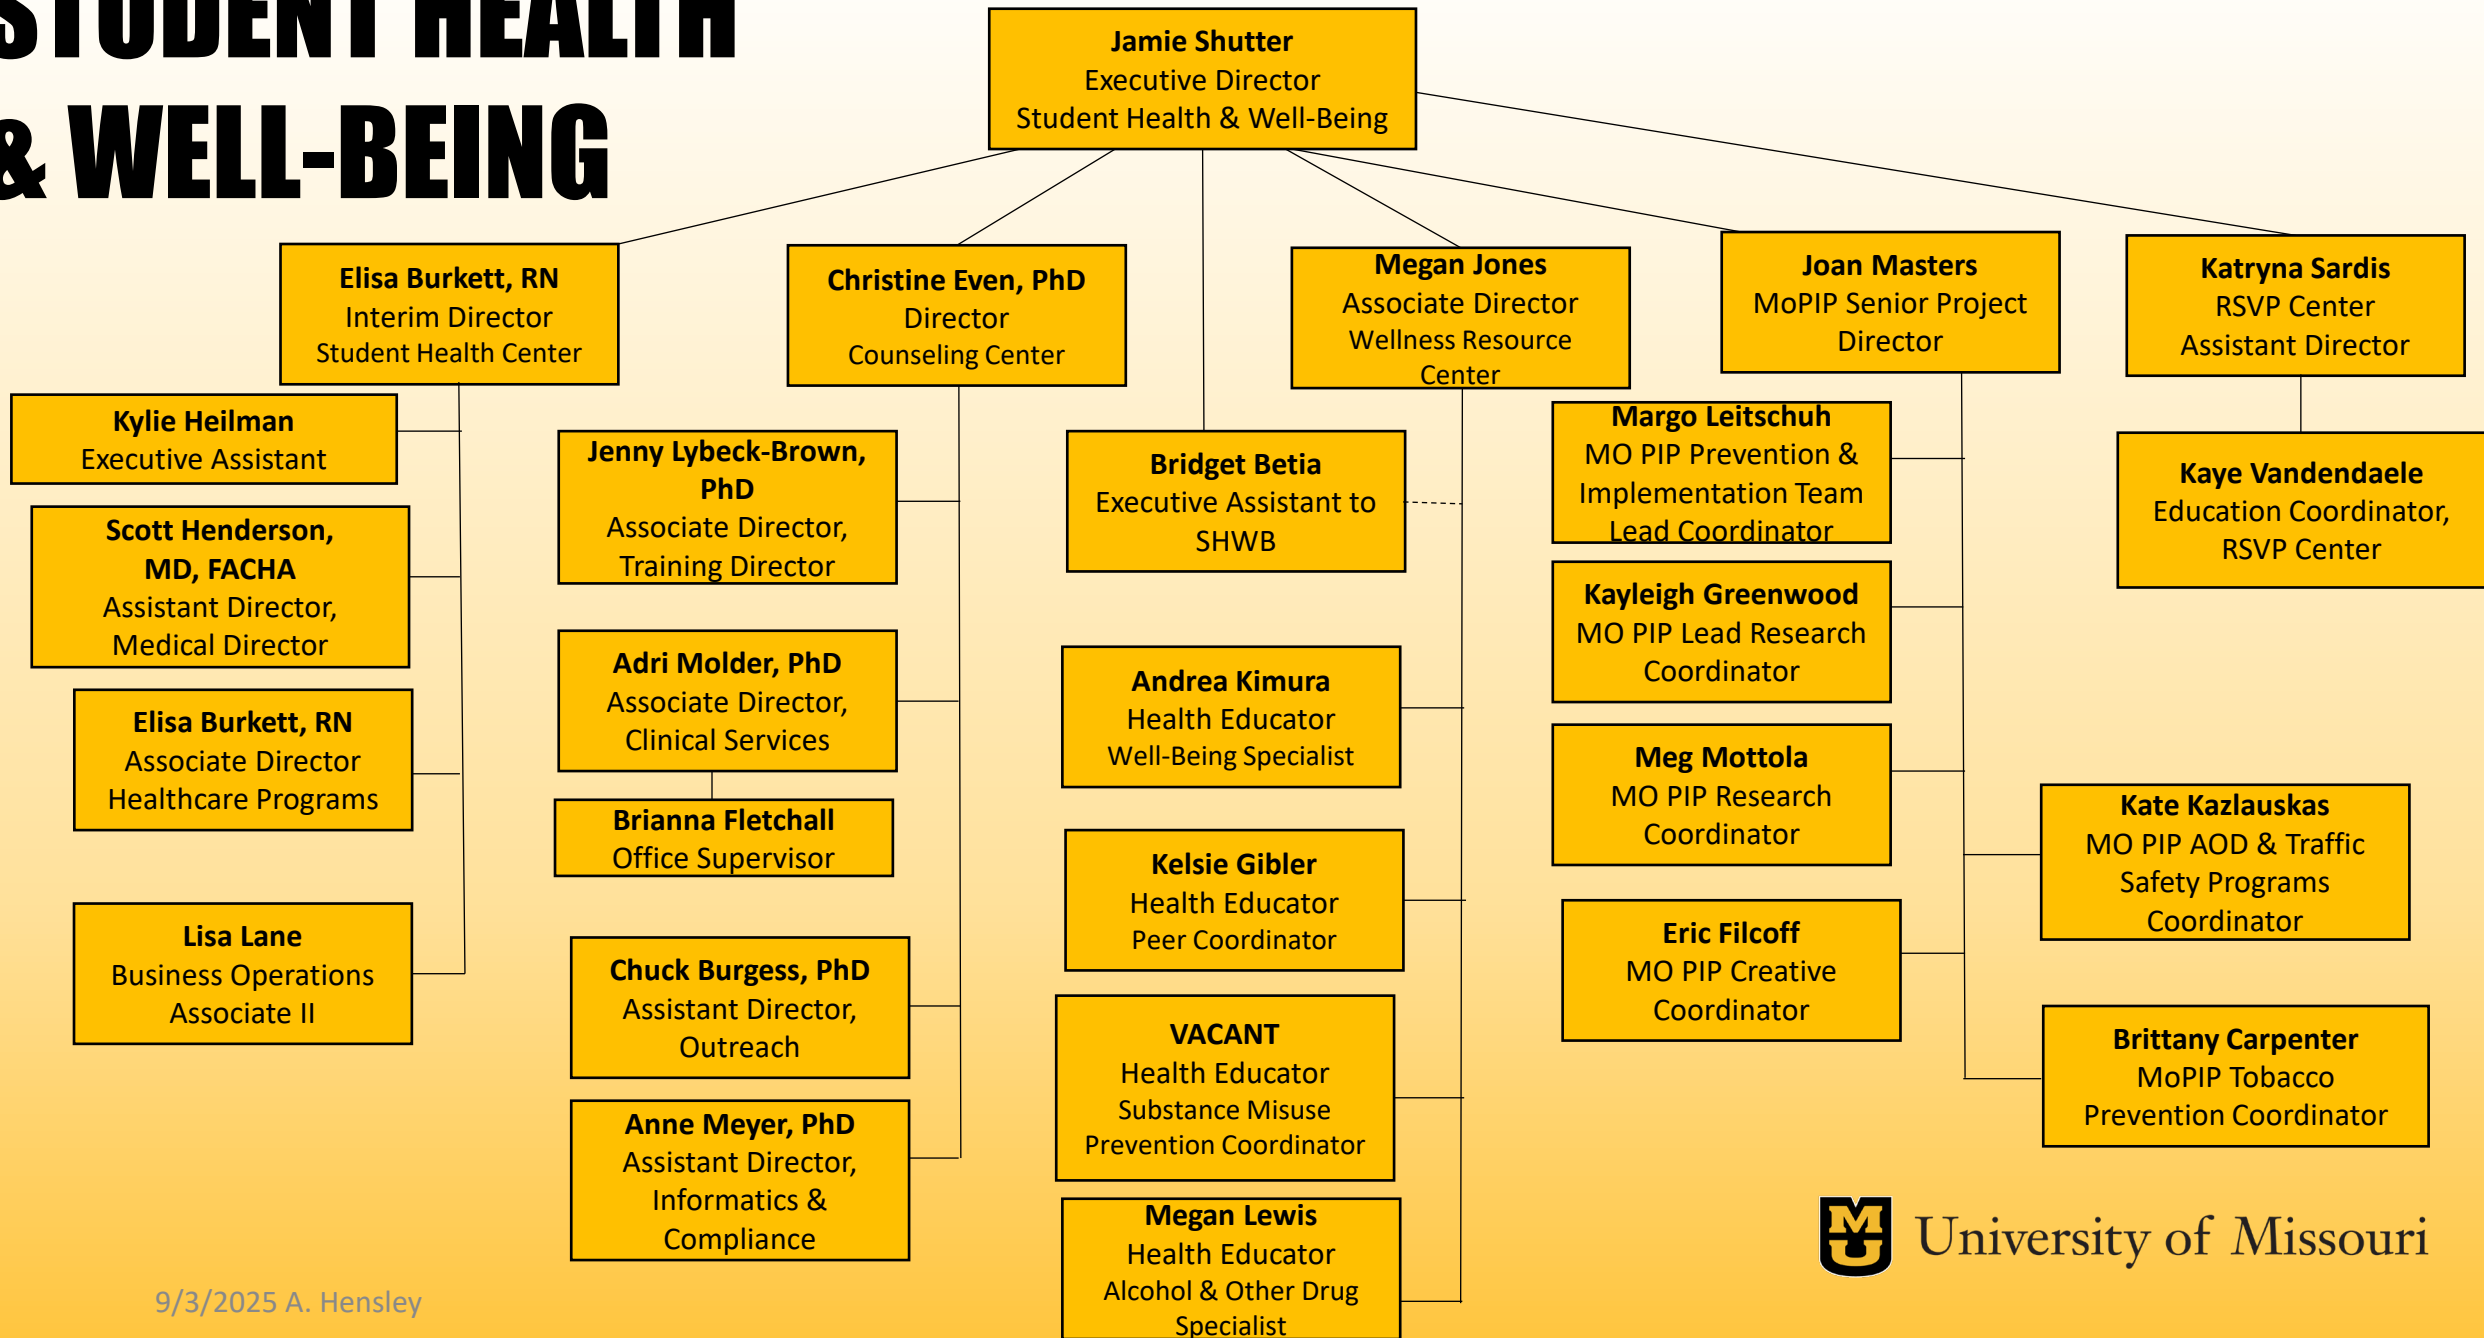 STUDENT HEALTH
& WELL-BEING
Jamie Shutter
Executive Director
Student Health & Well-Being
Elisa Burkett, RN
Interim Director
Student Health Center
Kylie Heilman
Executive Assistant
Scott Henderson,
MD, FACHA
Assistant Director,
Medical Director
Elisa Burkett, RN
Associate Director
Healthcare Programs
Lisa Lane
Business Operations
Associate II
Christine Even, PhD
Director
Counseling Center
Jenny Lybeck-Brown,
PhD
Associate Director,
Training Director
Adri Molder, PhD
Associate Director,
Clinical Services
Brianna Fletchall
Office Supervisor
Chuck Burgess, PhD
Assistant Director,
Outreach
Anne Meyer, PhD
Assistant Director,
Informatics &
Compliance
Bridget Betia
Executive Assistant to
SHWB
Megan Jones
Associate Director
Wellness Resource
Center
Andrea Kimura
Health Educator
Well-Being Specialist
Kelsie Gibler
Health Educator
Peer Coordinator
VACANT
Health Educator
Substance Misuse
Prevention Coordinator
Megan Lewis
Health Educator
Alcohol & Other Drug
Specialist
Joan Masters
MoPIP Senior Project
Director
Margo Leitschuh
MO PIP Prevention &
Implementation Team
Lead Coordinator
Kayleigh Greenwood
MO PIP Lead Research
Coordinator
Meg Mottola
MO PIP Research
Coordinator
Eric Filcoff
MO PIP Creative
Coordinator
Kate Kazlauskas
MO PIP AOD & Traffic
Safety Programs
Coordinator
Brittany Carpenter
MoPIP Tobacco
Prevention Coordinator
Katryna Sardis
RSVP Center
Assistant Director
Kaye Vandendaele
Education Coordinator,
RSVP Center
MU University of Missouri
9/3/2025 A. Hensley